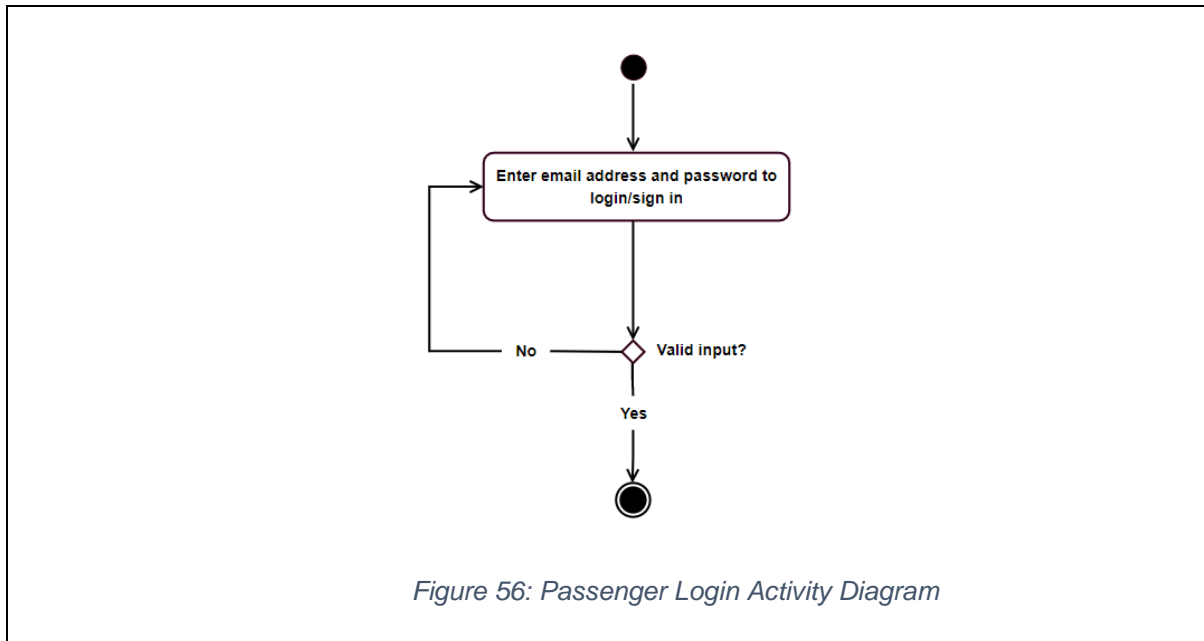 Enter email address and password to
login/sign in
No
Valid input?
Yes
Figure 56: Passenger Login Activity Diagram